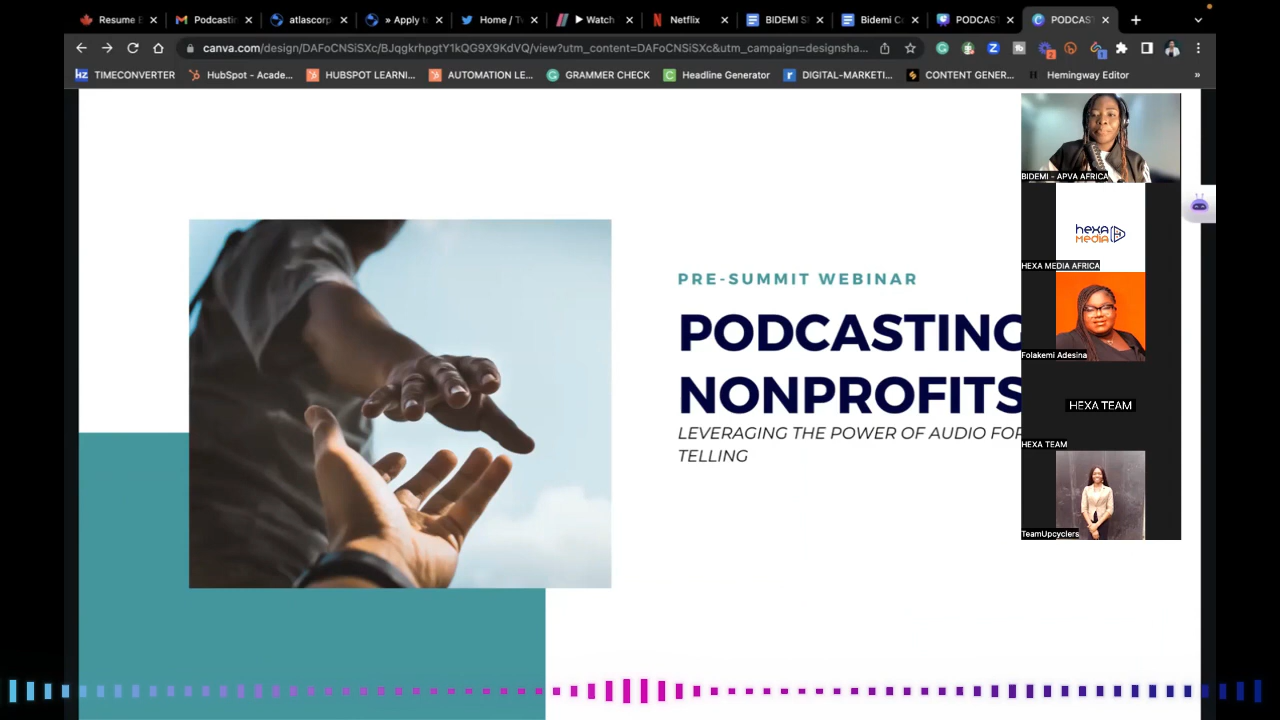 Resume E
Podcastin
atlascorp
» Apply t
Home / T
Watch
Netflix
BIDEMI S
Bidemi C
PODCAS
PODCAS
canva.com/design/DAFoCNSiSXc/BJqgkrhpgtY1kQG9X9KdVQ/view?utm_content=DAFoCNSiSXc&utm_campaign=designsha...
TIMECONVERTER
HubSpot - Acade...
HUBSPOT LEARNI...
AUTOMATION LE...
GRAMMER CHECK
Headline Generator
DIGITAL-MARKETI...
CONTENT GENER...
Hemingway Editor
»
BIDEMI - APVA AFRICA
hexa
media
HEXA MEDIA AFRICA
PRE-SUMMIT WEBINAR
PODCASTING
NONPROFITS
LEVERAGING THE POWER OF AUDIO FOR
TELLING
Folakemi Adesina
HEXA TEAM
HEXA TEAM
TeamUpcyclers